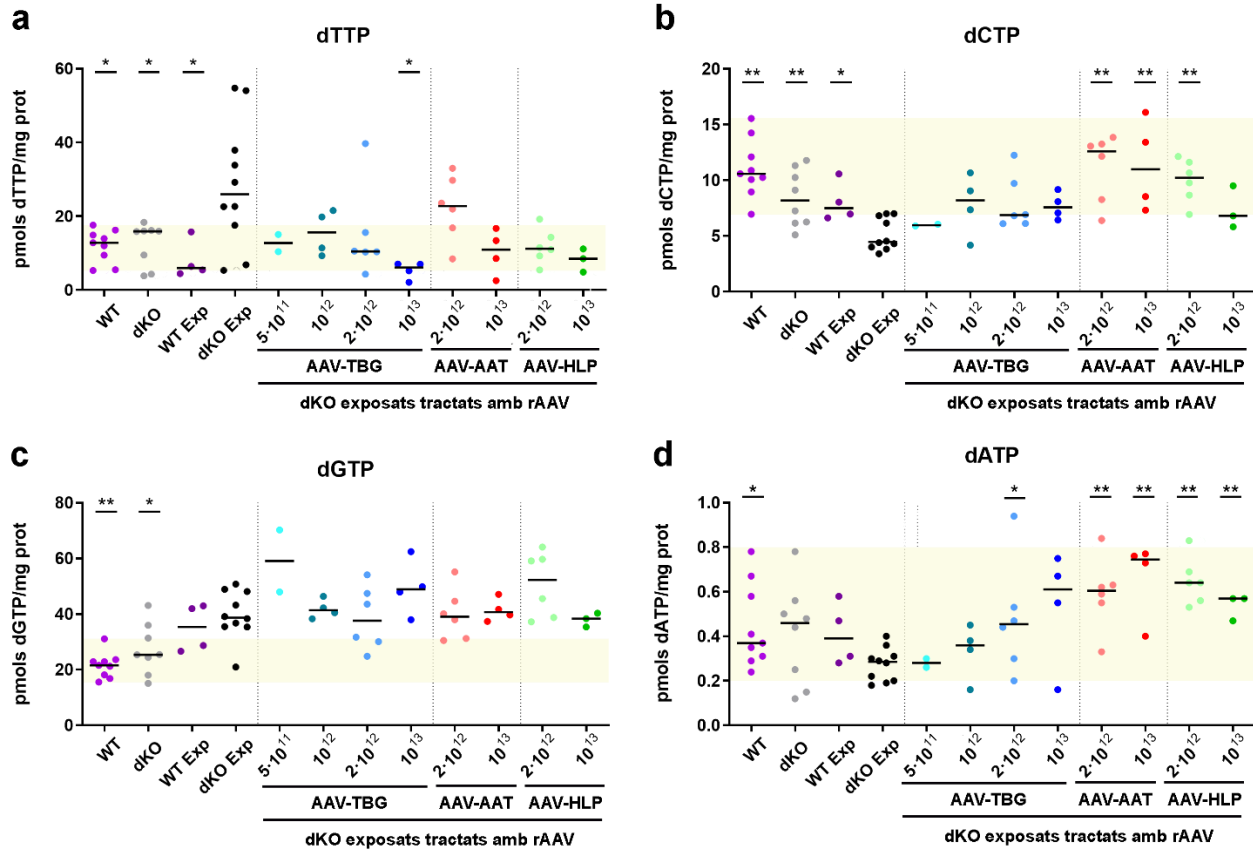 a
dTTP
* * * *
pmols dTTP/mg prot
60
40
20
0
WT dKO WT Exp dKO Exp 5·10¹¹ 10¹² 2·10¹² 10¹³ 2·10¹² 10¹³ 2·10¹² 10¹³
AAV-TBG AAV-AAT AAV-HLP
dKO exposats tractats amb rAAV
b
dCTP
** ** * ** ** **
pmols dCTP/mg prot
20
15
10
5
0
WT dKO WT Exp dKO Exp 5·10¹¹ 10¹² 2·10¹² 10¹³ 2·10¹² 10¹³ 2·10¹² 10¹³
AAV-TBG AAV-AAT AAV-HLP
dKO exposats tractats amb rAAV
c
dGTP
** *
pmols dGTP/mg prot
80
60
40
20
0
WT dKO WT Exp dKO Exp 5·10¹¹ 10¹² 2·10¹² 10¹³ 2·10¹² 10¹³ 2·10¹² 10¹³
AAV-TBG AAV-AAT AAV-HLP
dKO exposats tractats amb rAAV
d
dATP
* * ** ** ** **
pmols dATP/mg prot
1.0
0.8
0.6
0.4
0.2
0.0
WT dKO WT Exp dKO Exp 5·10¹¹ 10¹² 2·10¹² 10¹³ 2·10¹² 10¹³ 2·10¹² 10¹³
AAV-TBG AAV-AAT AAV-HLP
dKO exposats tractats amb rAAV